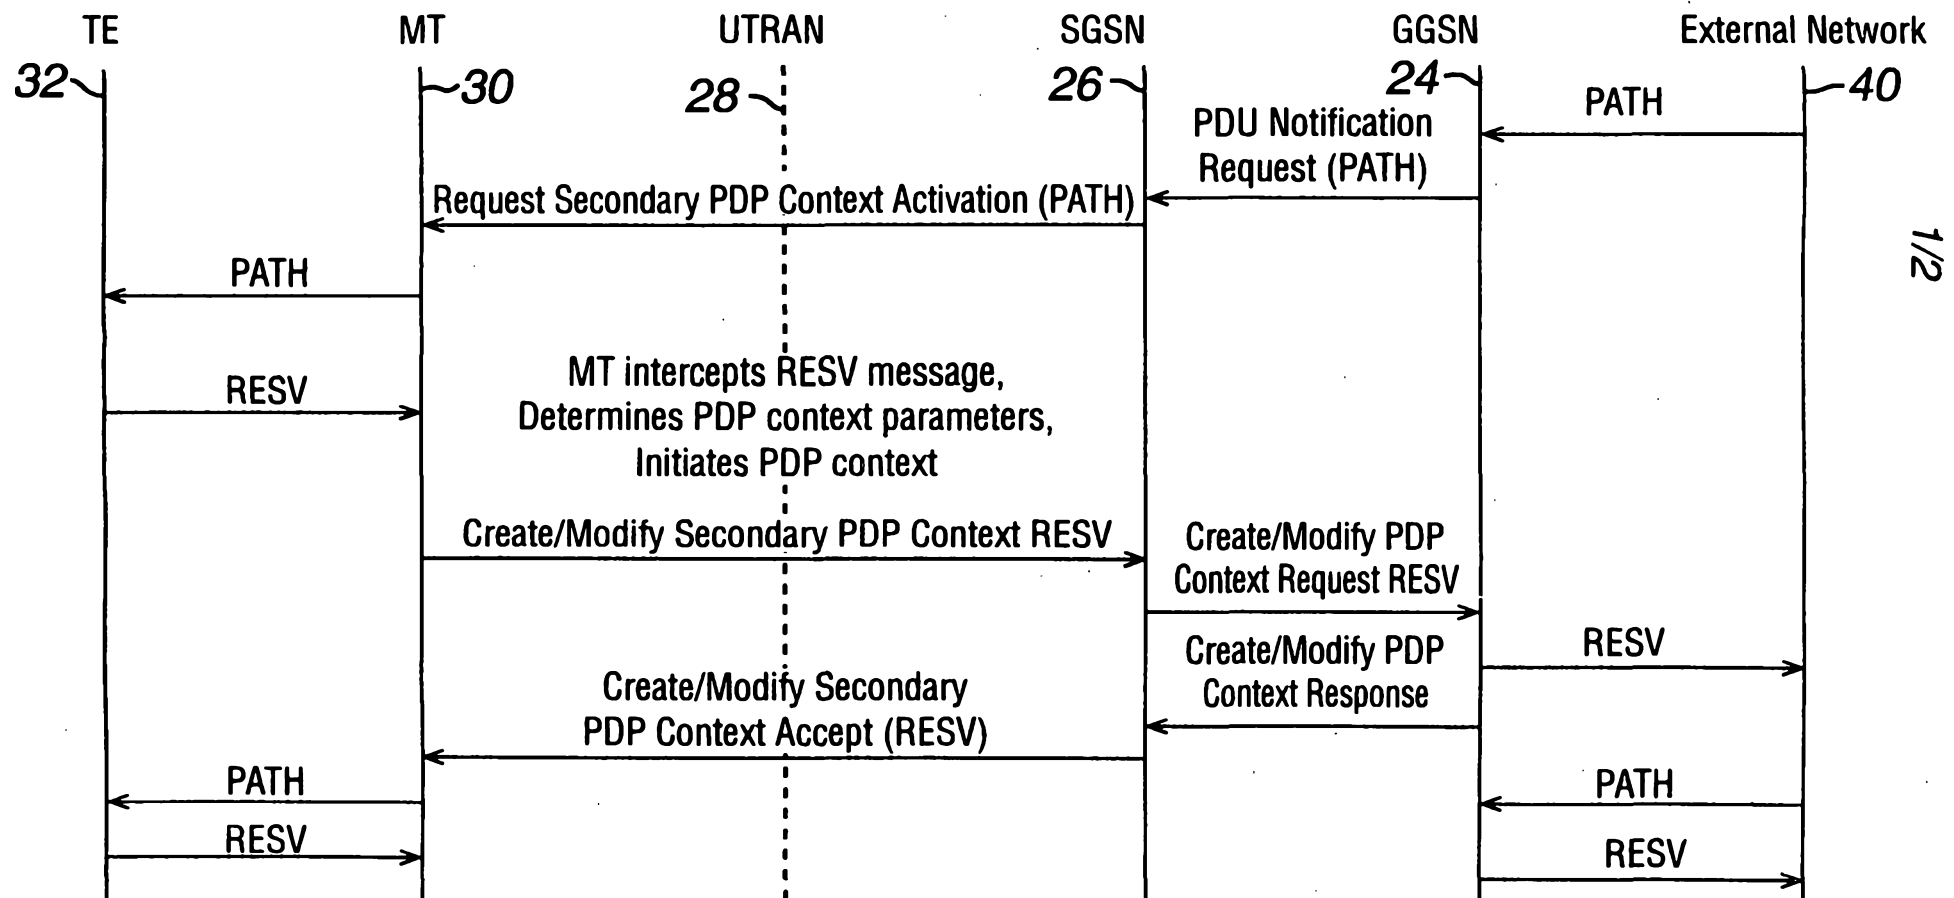 TE MT UTRAN SGSN GGSN External Network
32 30 28 26 24 40
PATH
PDU Notification
Request (PATH)
Request Secondary PDP Context Activation (PATH)
1/2
PATH
RESV
MT intercepts RESV message,
Determines PDP context parameters,
Initiates PDP context
Create/Modify Secondary PDP Context RESV
Create/Modify PDP
Context Request RESV
RESV
Create/Modify PDP
Context Response
Create/Modify Secondary
PDP Context Accept (RESV)
PATH
PATH
RESV
RESV